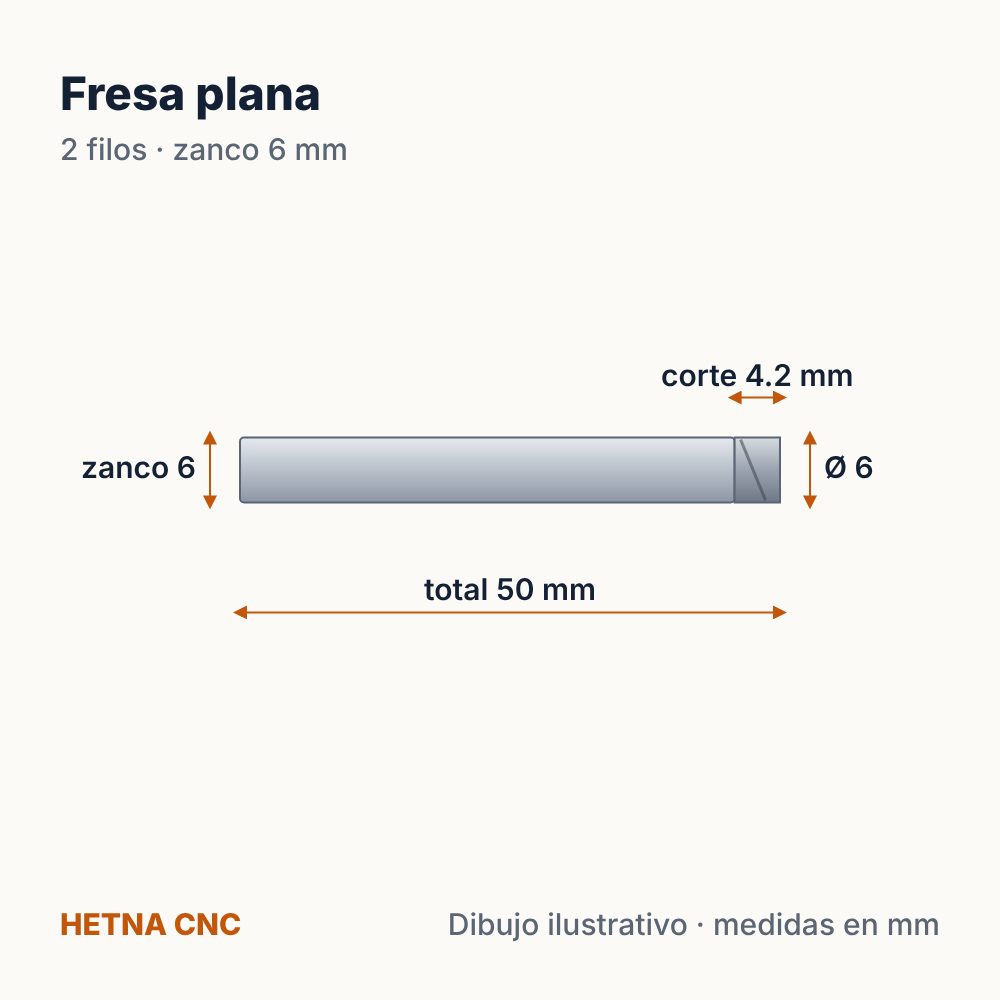 Fresa plana
2 filos · zanco 6 mm
corte 4.2 mm
zanco 6
Ø 6
total 50 mm
HETNA CNC
Dibujo ilustrativo · medidas en mm